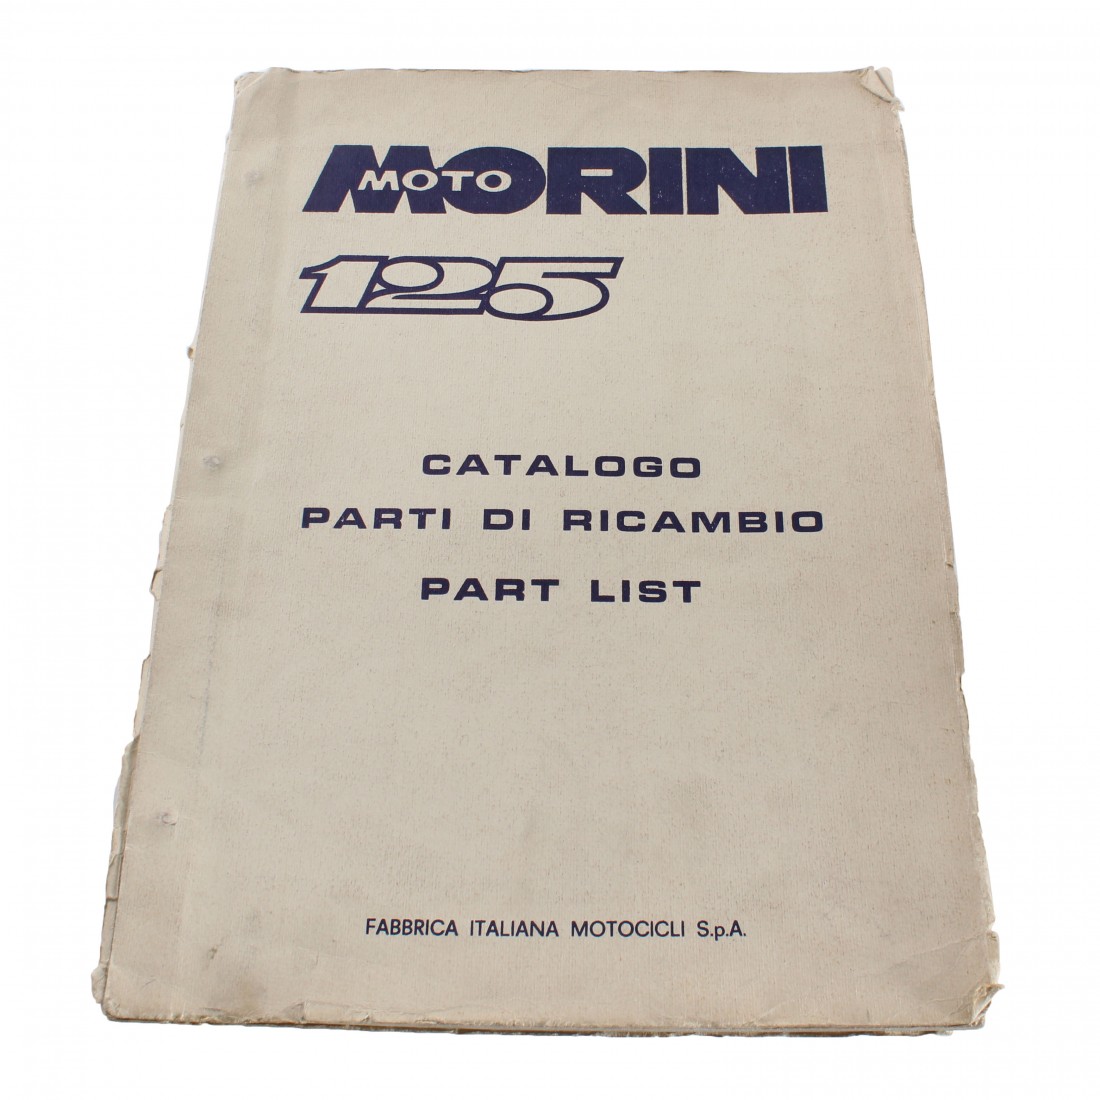 MOTO MORINI
125
CATALOGO
PARTI DI RICAMBIO
PART LIST
FABBRICA ITALIANA MOTOCICLI S.p.A.